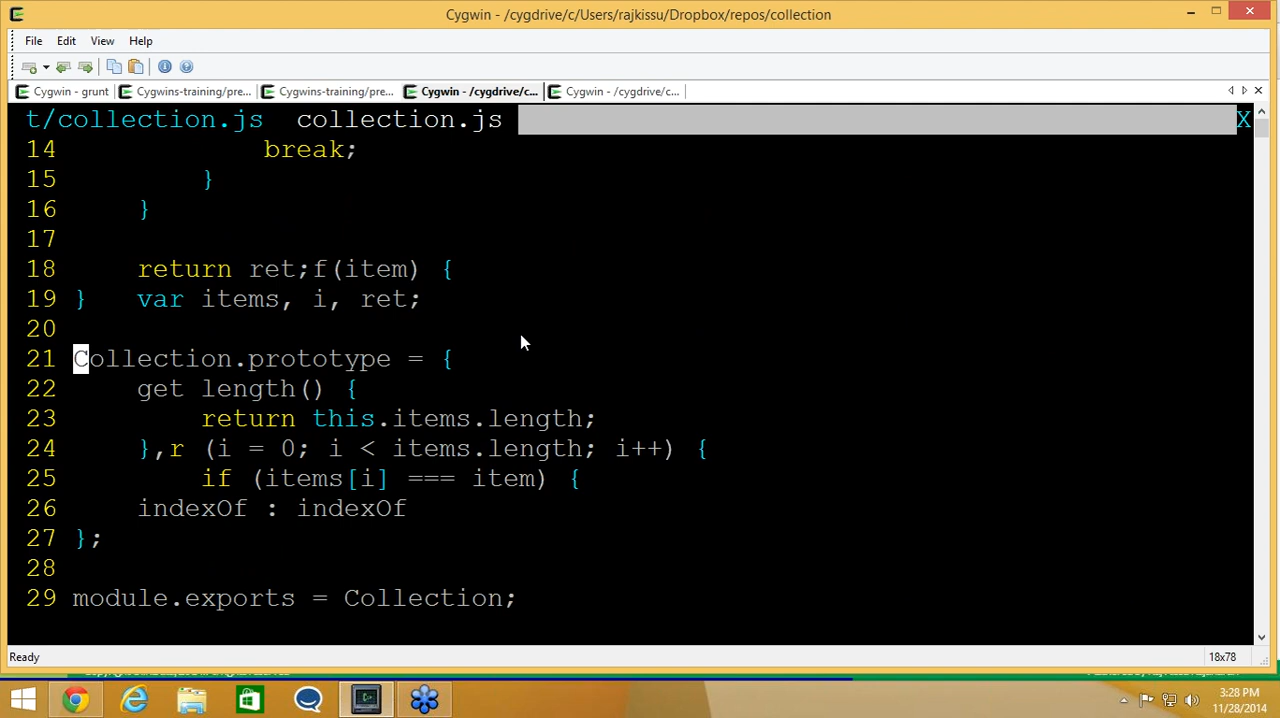 Cygwin - /cygdrive/c/Users/rajkissu/Dropbox/repos/collection
File Edit View Help
Cygwin - grunt Cygwins-training/pre... Cygwins-training/pre... Cygwin - /cygdrive/c... Cygwin - /cygdrive/c...
t/collection.js collection.js X
14 break;
15 }
16 }
17
18 return ret;f(item) {
19 } var items, i, ret;
20
21 Collection.prototype = {
22 get length() {
23 return this.items.length;
24 },r (i = 0; i < items.length; i++) {
25 if (items[i] === item) {
26 indexOf : indexOf
27 };
28
29 module.exports = Collection;
Ready 18x78
3:28 PM
11/28/2014